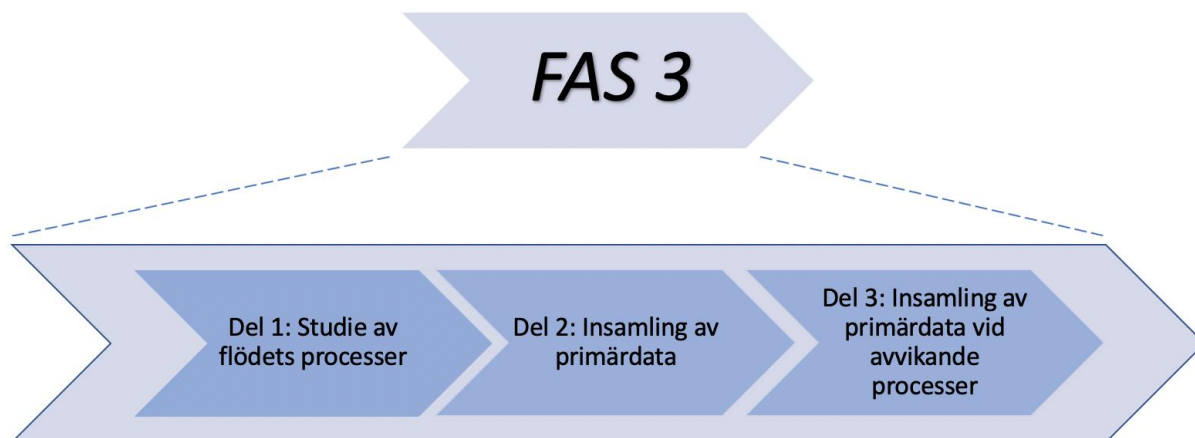 FAS 3
Del 1: Studie av
flödets processer
Del 2: Insamling av
primärdata
Del 3: Insamling av
primärdata vid
avvikande
processer